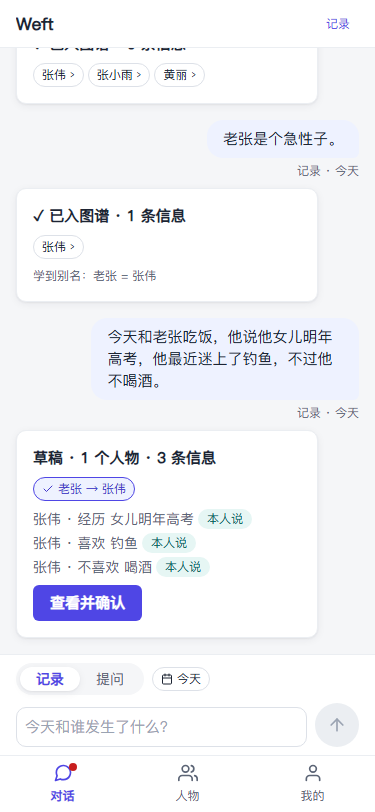 Weft
记录
张伟 ›
张小雨 ›
黄丽 ›
老张是个急性子。
记录 · 今天
✓ 已入图谱 · 1 条信息
张伟 ›
学到别名：老张 = 张伟
今天和老张吃饭，他说他女儿明年
高考，他最近迷上了钓鱼，不过他
不喝酒。
记录 · 今天
草稿 · 1 个人物 · 3 条信息
老张 → 张伟
张伟 · 经历 女儿明年高考 本人说
张伟 · 喜欢 钓鱼 本人说
张伟 · 不喜欢 喝酒 本人说
查看并确认
记录
提问
今天
今天和谁发生了什么?
对话
人物
我的